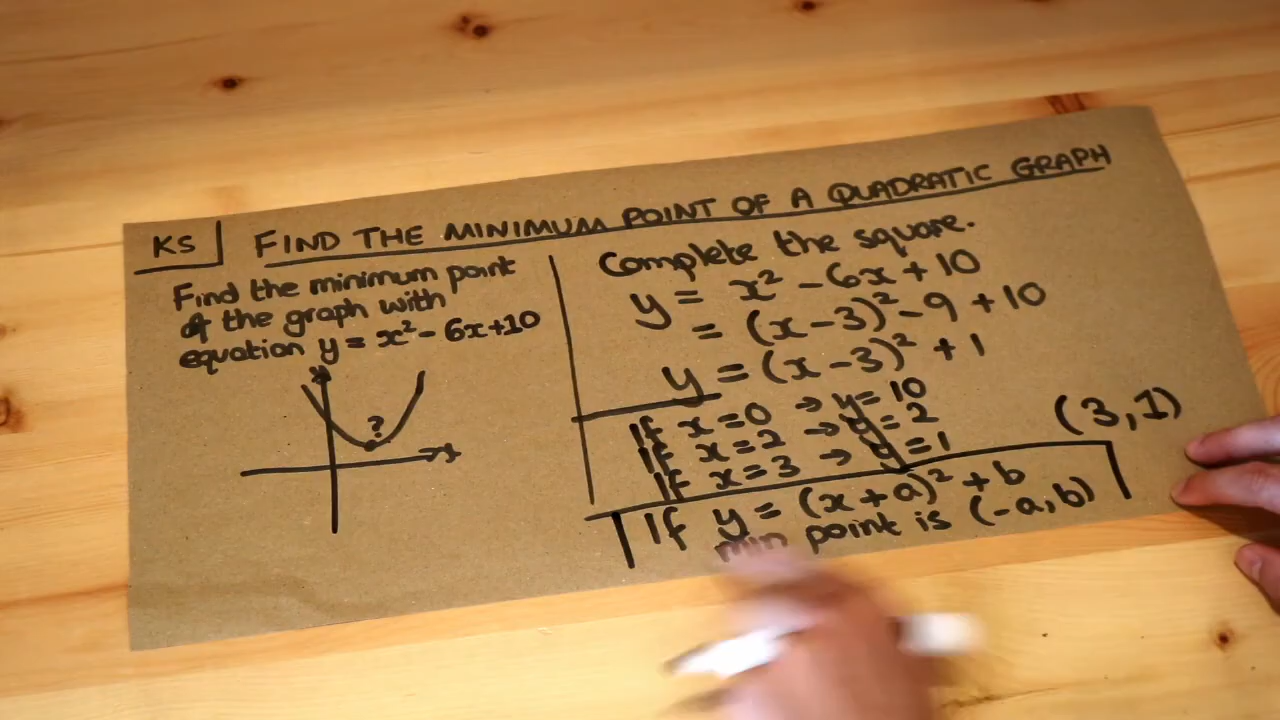 KS
FIND THE MINIMUM POINT OF A QUADRATIC GRAPH
Find the minimum point
of the graph with
equation y = x² - 6x+10
y
x
?
Complete the square.
y = x² - 6x + 10
= (x-3)² - 9 + 10
y = (x-3)² + 1
If x=0 → y=10
If x=2 → y=2
If x=3 → y=1
(3,1)
If y = (x+a)² + b
min point is (-a,b)